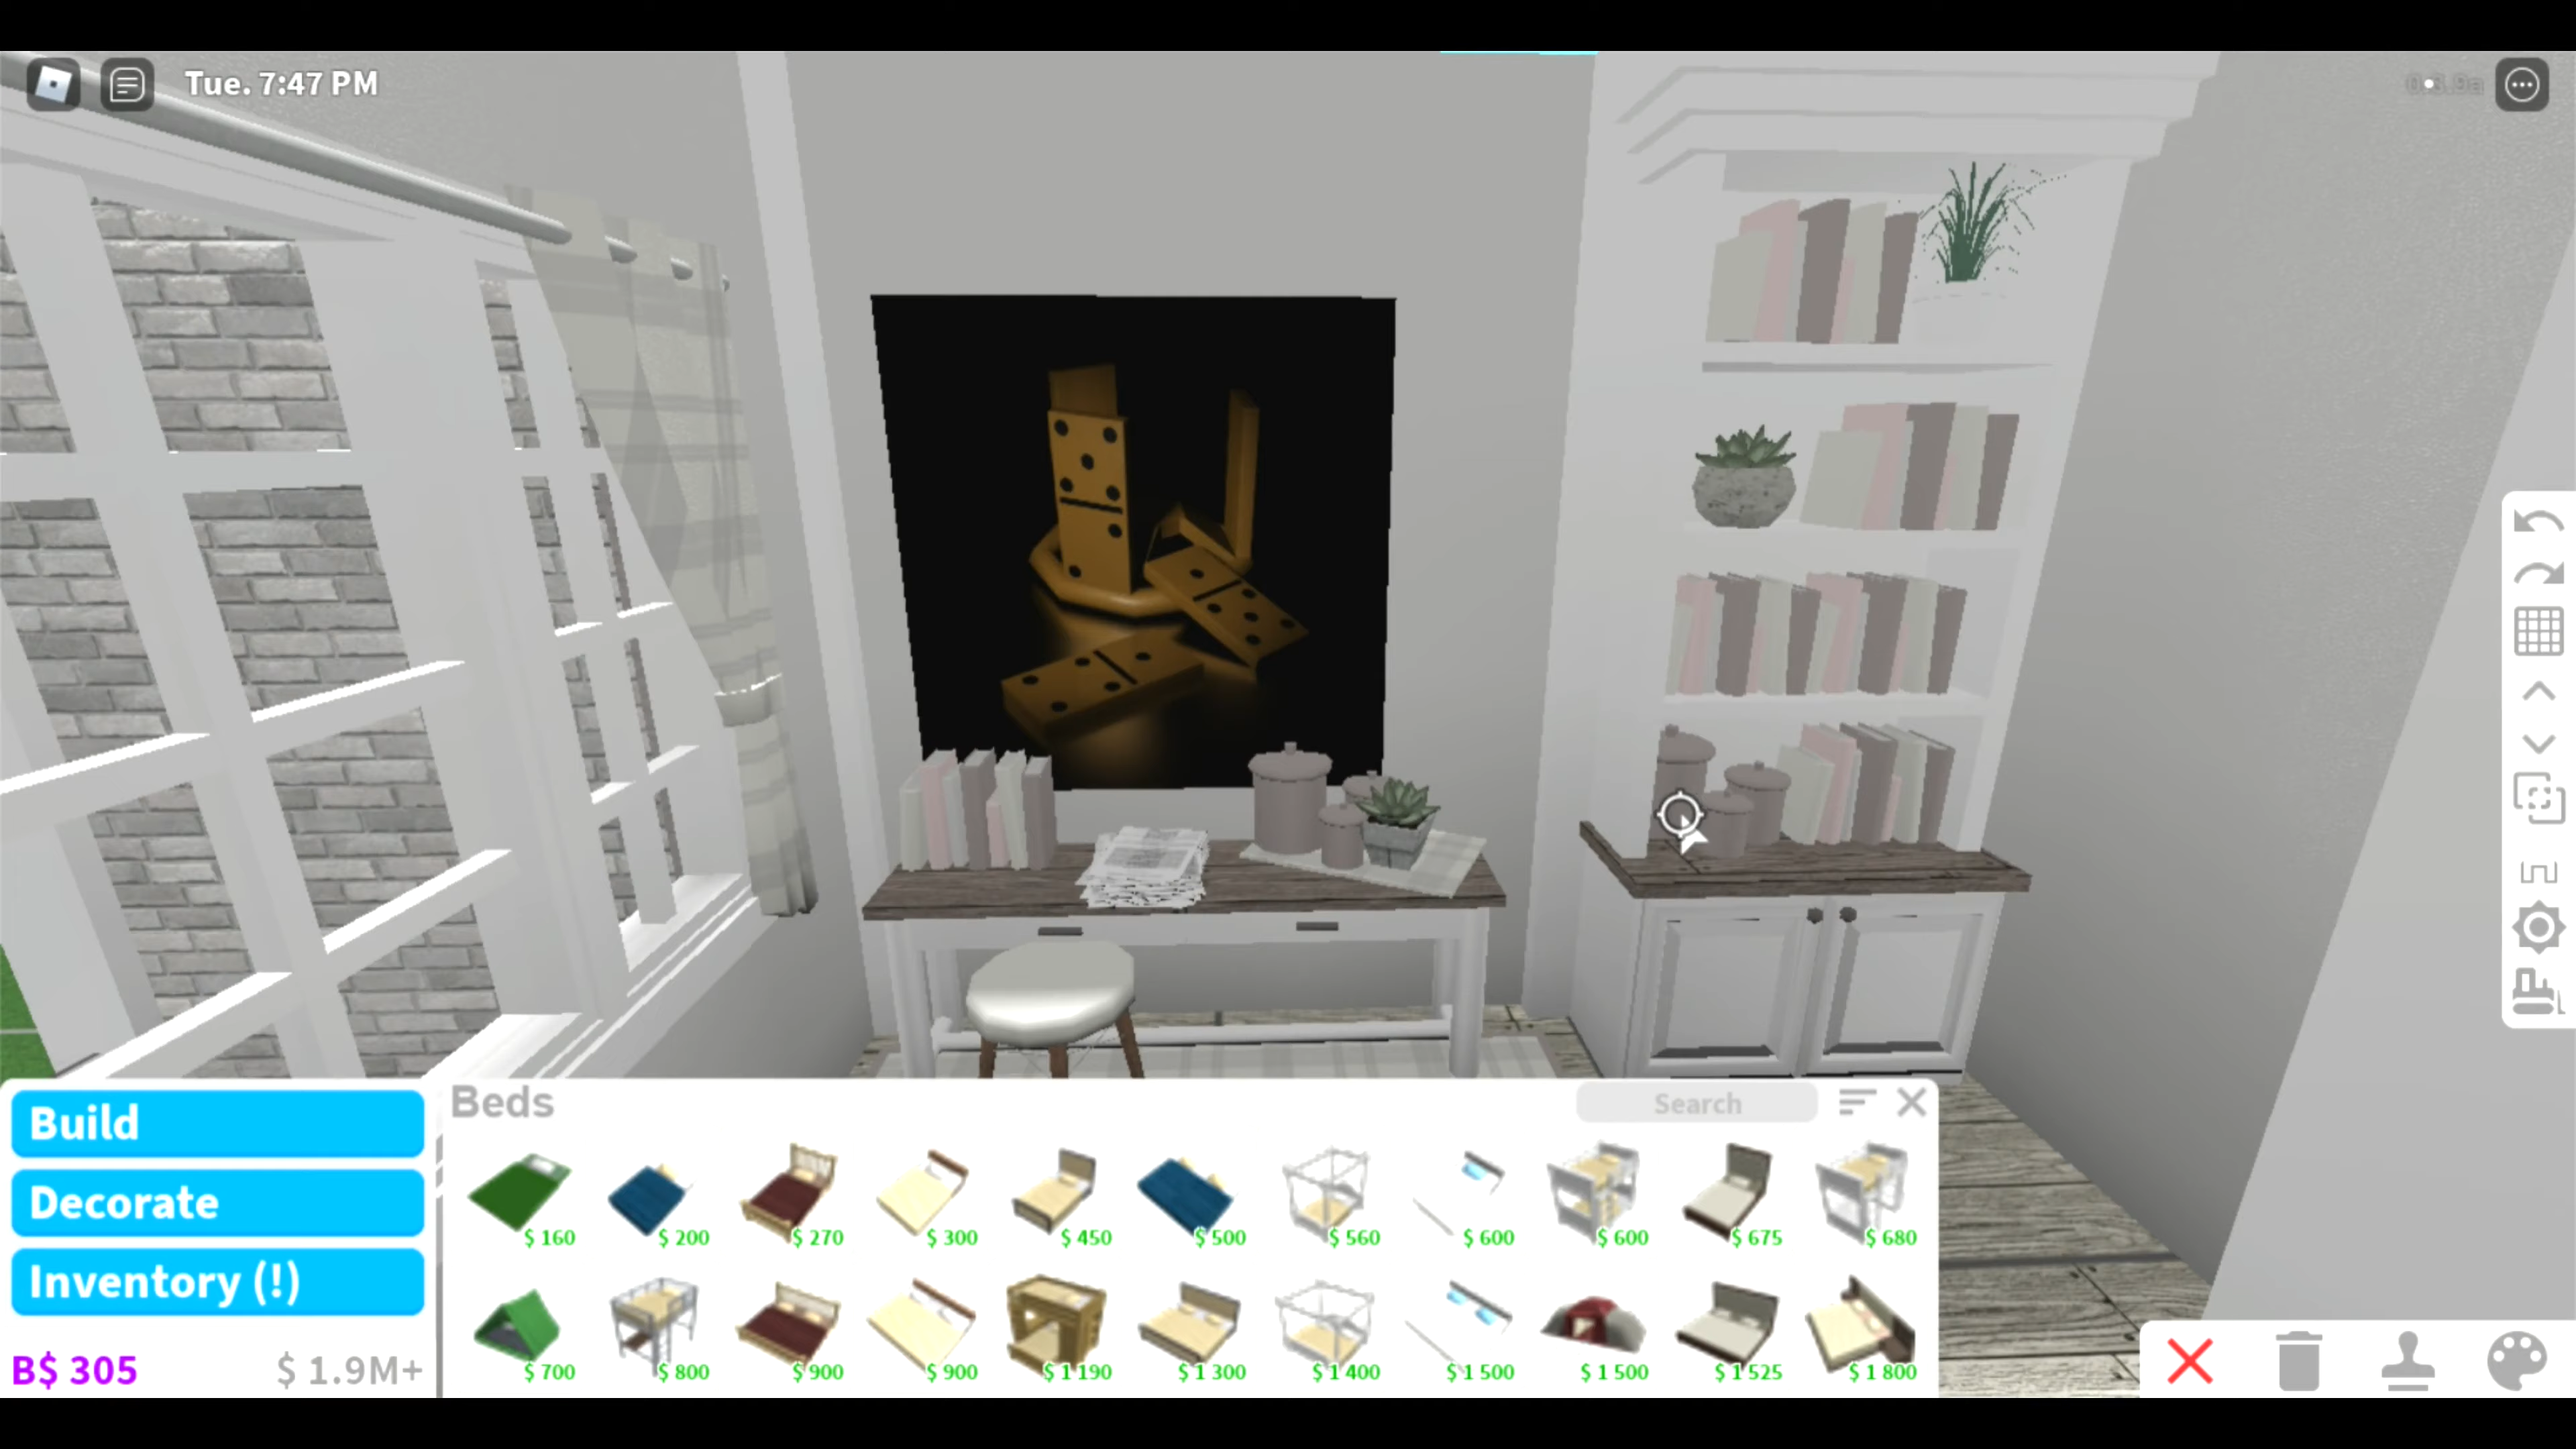 Tue. 7:47 PM
Build
Decorate
Inventory (!)
B$ 305
$ 1.9M+
Beds
Search
$ 160
$ 200
$ 270
$ 300
$ 450
$ 500
$ 560
$ 600
$ 600
$ 675
$ 680
$ 700
$ 800
$ 900
$ 900
$ 1 190
$ 1 300
$ 1 400
$ 1 500
$ 1 500
$ 1 525
$ 1 800